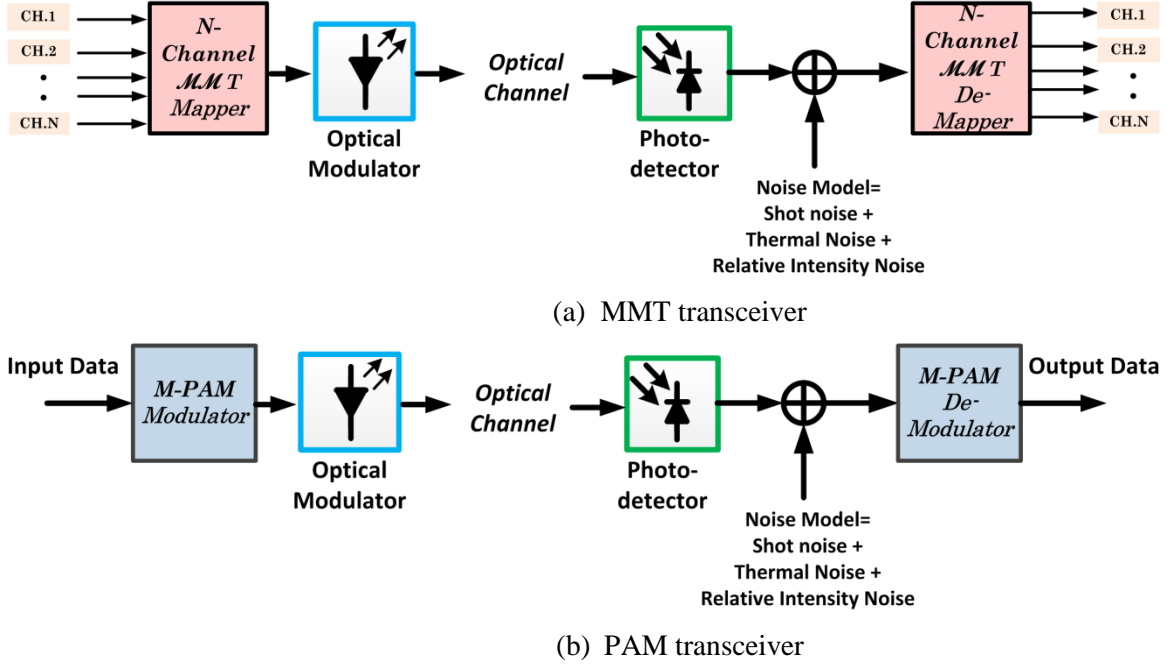 CH.1
CH.2
CH.N
N-
Channel
MM T
Mapper
Optical
Modulator
Optical
Channel
Photo-
detector
Noise Model=
Shot noise +
Thermal Noise +
Relative Intensity Noise
N-
Channel
MM T
De-
Mapper
CH.1
CH.2
CH.N
(a) MMT transceiver
Input Data
M-PAM
Modulator
Optical
Modulator
Optical
Channel
Photo-
detector
Noise Model=
Shot noise +
Thermal Noise +
Relative Intensity Noise
M-PAM
De-
Modulator
Output Data
(b) PAM transceiver